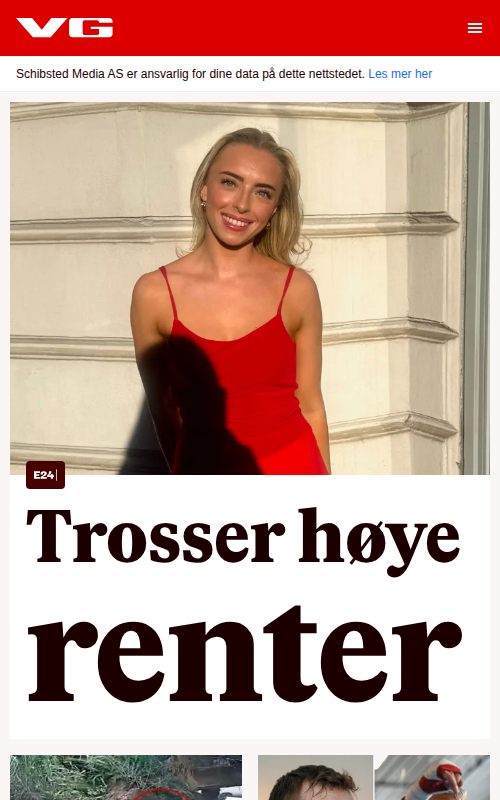 VG
Schibsted Media AS er ansvarlig for dine data på dette nettstedet. Les mer her
E24
Trosser høye
renter